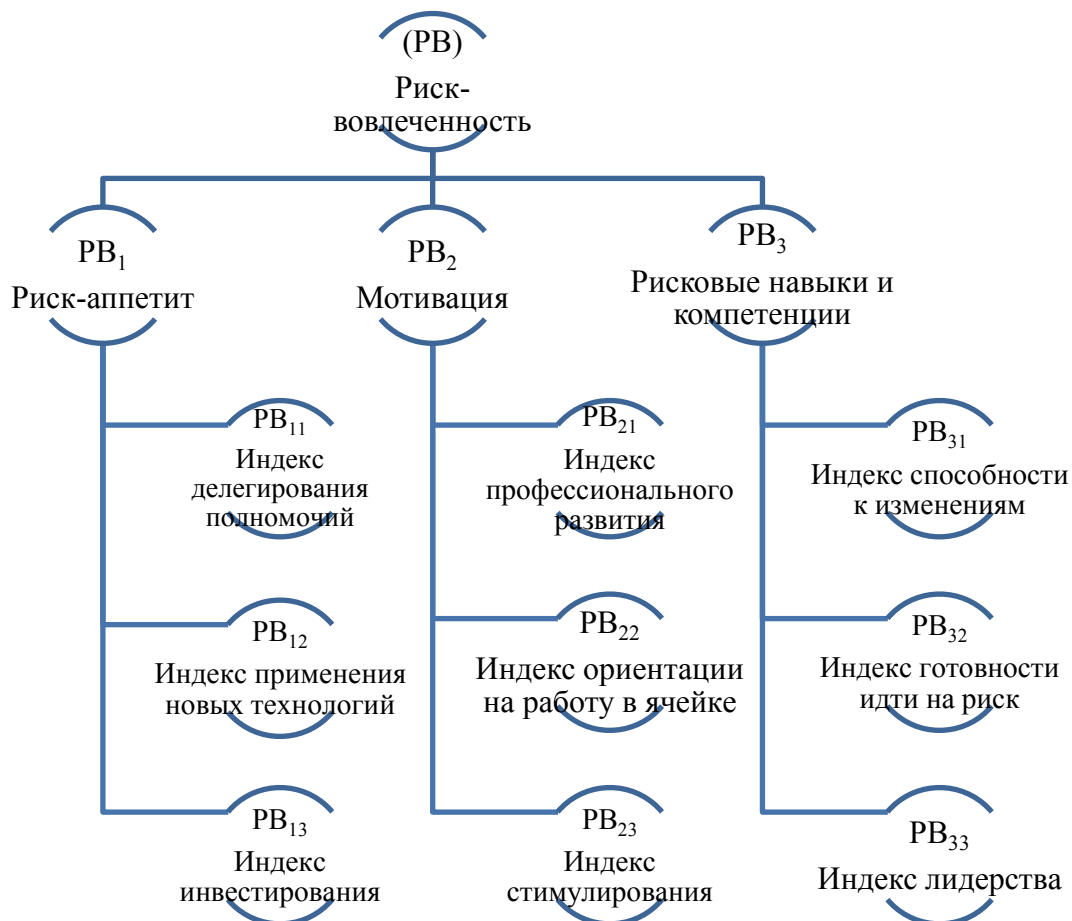 (РВ)
Риск-
вовлеченность
РВ₁
Риск-аппетит
РВ₂
Мотивация
РВ₃
Рисковые навыки и
компетенции
РВ₁₁
Индекс
делегирования
полномочий
РВ₁₂
Индекс применения
новых технологий
РВ₁₃
Индекс
инвестирования
РВ₂₁
Индекс
профессионального
развития
РВ₂₂
Индекс ориентации
на работу в ячейке
РВ₂₃
Индекс
стимулирования
РВ₃₁
Индекс способности
к изменениям
РВ₃₂
Индекс готовности
идти на риск
РВ₃₃
Индекс лидерства